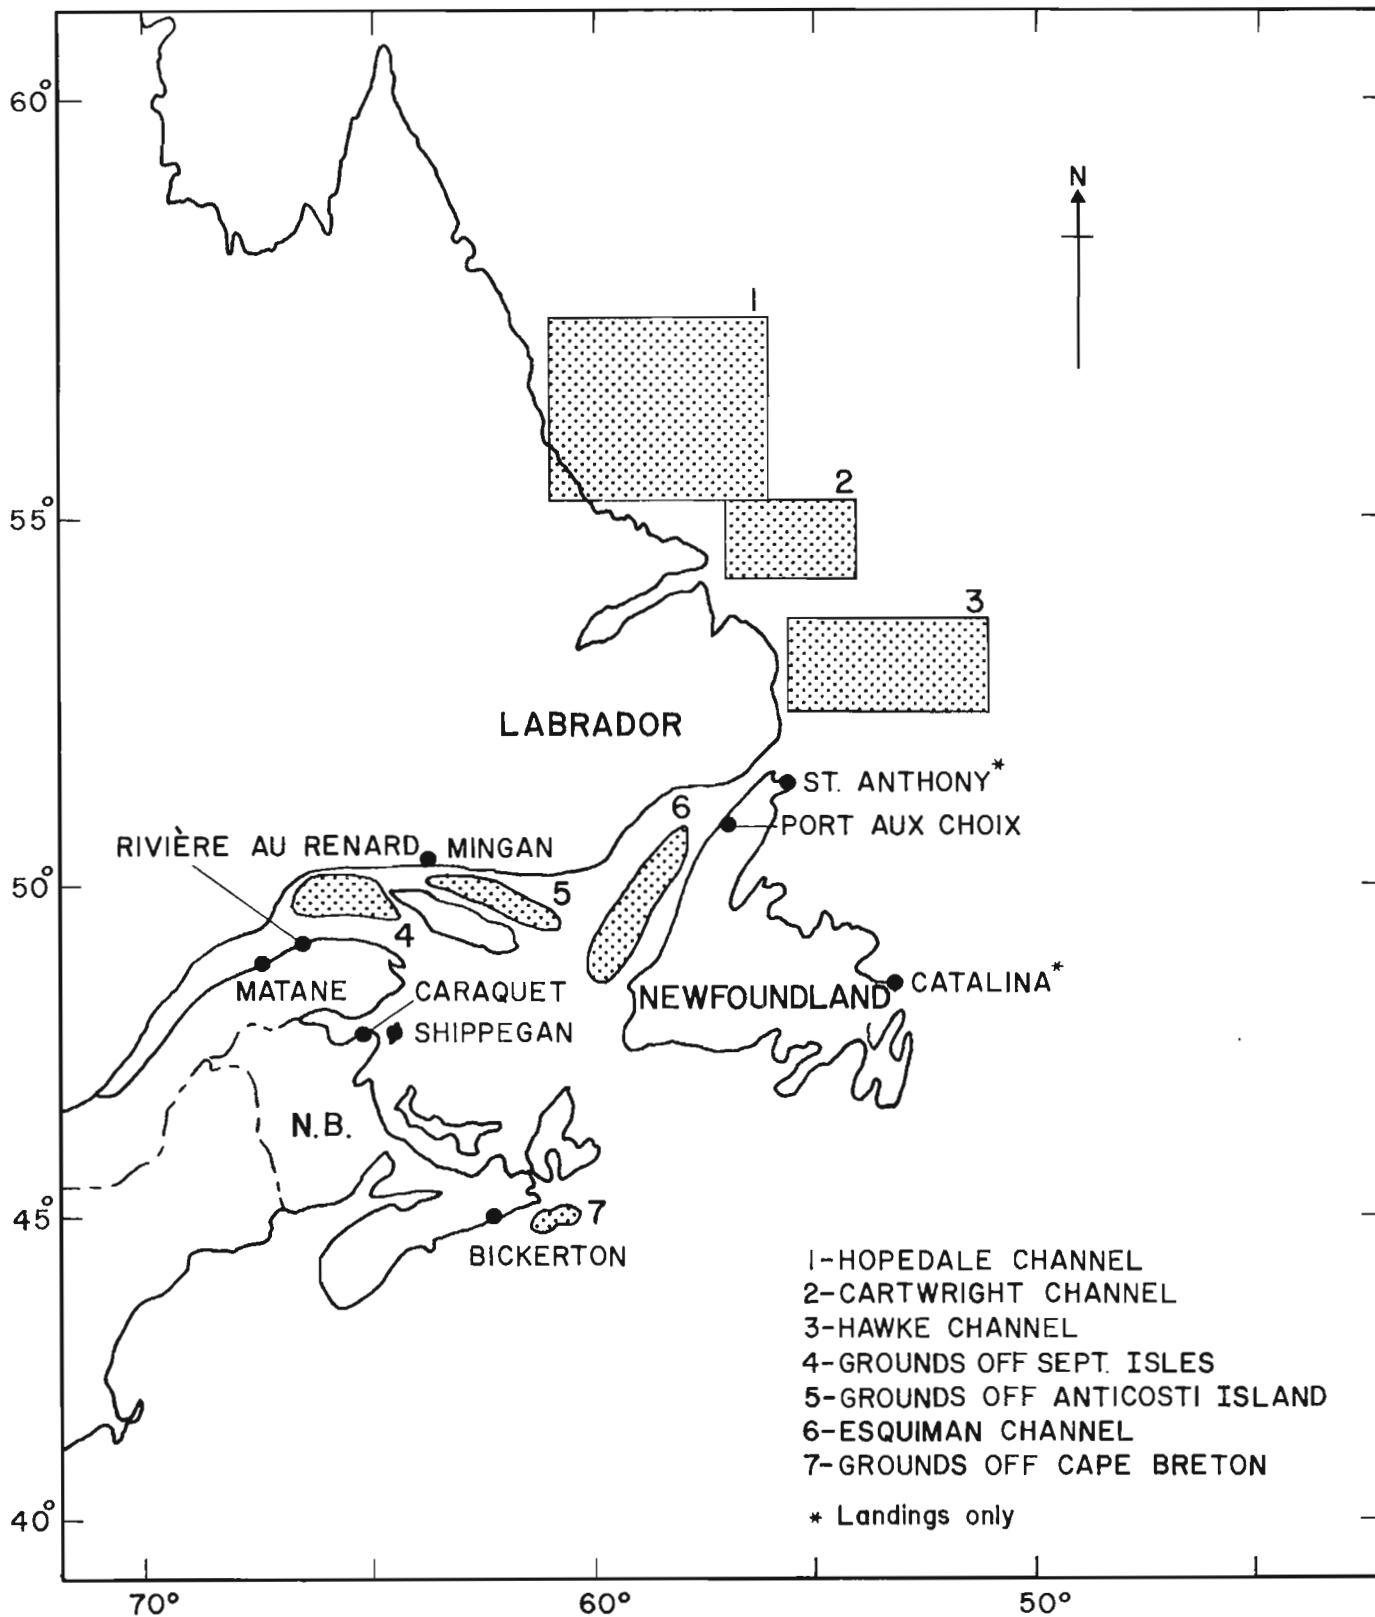 60°
N
1
2
55°
3
LABRADOR
ST. ANTHONY*
6
PORT AUX CHOIX
RIVIÈRE AU RENARD
MINGAN
50°
5
4
MATANE
CARAQUET
NEWFOUNDLAND
CATALINA*
SHIPPEGAN
N.B.
45°
7
BICKERTON
1-HOPEDALE CHANNEL
2-CARTWRIGHT CHANNEL
3-HAWKE CHANNEL
4-GROUNDS OFF SEPT. ISLES
5-GROUNDS OFF ANTICOSTI ISLAND
6-ESQUIMAN CHANNEL
7-GROUNDS OFF CAPE BRETON
* Landings only
40°
70°
60°
50°